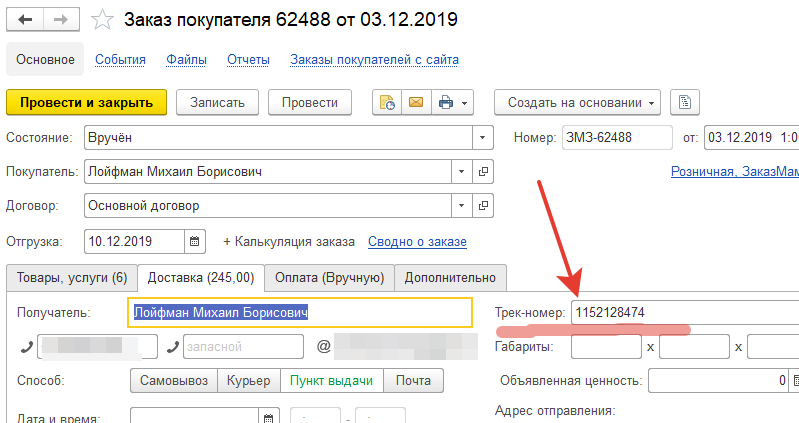 Заказ покупателя 62488 от 03.12.2019
Основное События Файлы Отчеты Заказы покупателей с сайта
Провести и закрыть Записать Провести Создать на основании
Состояние: Вручён Номер: ЗМЗ-62488 от: 03.12.2019
Покупатель: Лойфман Михаил Борисович Розничная, ЗаказМам
Договор: Основной договор
Отгрузка: 10.12.2019 + Калькуляция заказа Сводно о заказе
Товары, услуги (6) Доставка (245,00) Оплата (Вручную) Дополнительно
Получатель: Лойфман Михаил Борисович Трек-номер: 1152128474
запасной @ Габариты: x x
Способ: Самовывоз Курьер Пункт выдачи Почта Объявленная ценность: 0
Дата и время: : - : Адрес отправления: